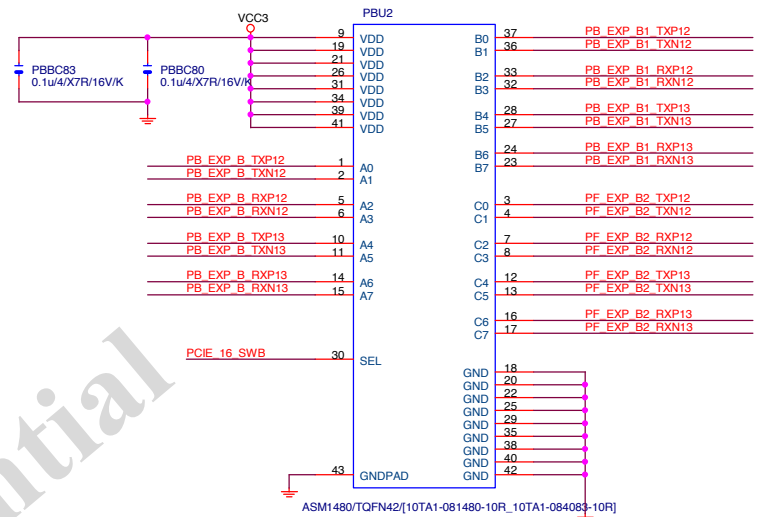 VCC3
PBU2
PBBC83
0.1u/4/X7R/16V/K
PBBC80
0.1u/4/X7R/16V/K
9 VDD
19 VDD
21 VDD
26 VDD
31 VDD
34 VDD
39 VDD
41 VDD
PB_EXP_B_TXP12 1 A0
PB_EXP_B_TXN12 2 A1
PB_EXP_B_RXP12 5 A2
PB_EXP_B_RXN12 6 A3
PB_EXP_B_TXP13 10 A4
PB_EXP_B_TXN13 11 A5
PB_EXP_B_RXP13 14 A6
PB_EXP_B_RXN13 15 A7
PCIE_16_SWB 30 SEL
43 GNDPAD
B0 37 PB_EXP_B1_TXP12
B1 36 PB_EXP_B1_TXN12
B2 33 PB_EXP_B1_RXP12
B3 32 PB_EXP_B1_RXN12
B4 28 PB_EXP_B1_TXP13
B5 27 PB_EXP_B1_TXN13
B6 24 PB_EXP_B1_RXP13
B7 23 PB_EXP_B1_RXN13
C0 3 PF_EXP_B2_TXP12
C1 4 PF_EXP_B2_TXN12
C2 7 PF_EXP_B2_RXP12
C3 8 PF_EXP_B2_RXN12
C4 12 PF_EXP_B2_TXP13
C5 13 PF_EXP_B2_TXN13
C6 16 PF_EXP_B2_RXP13
C7 17 PF_EXP_B2_RXN13
GND 18
GND 20
GND 22
GND 25
GND 29
GND 35
GND 38
GND 40
GND 42
ASM1480/TQFN42/[10TA1-081480-10R_10TA1-084083-10R]
ntial